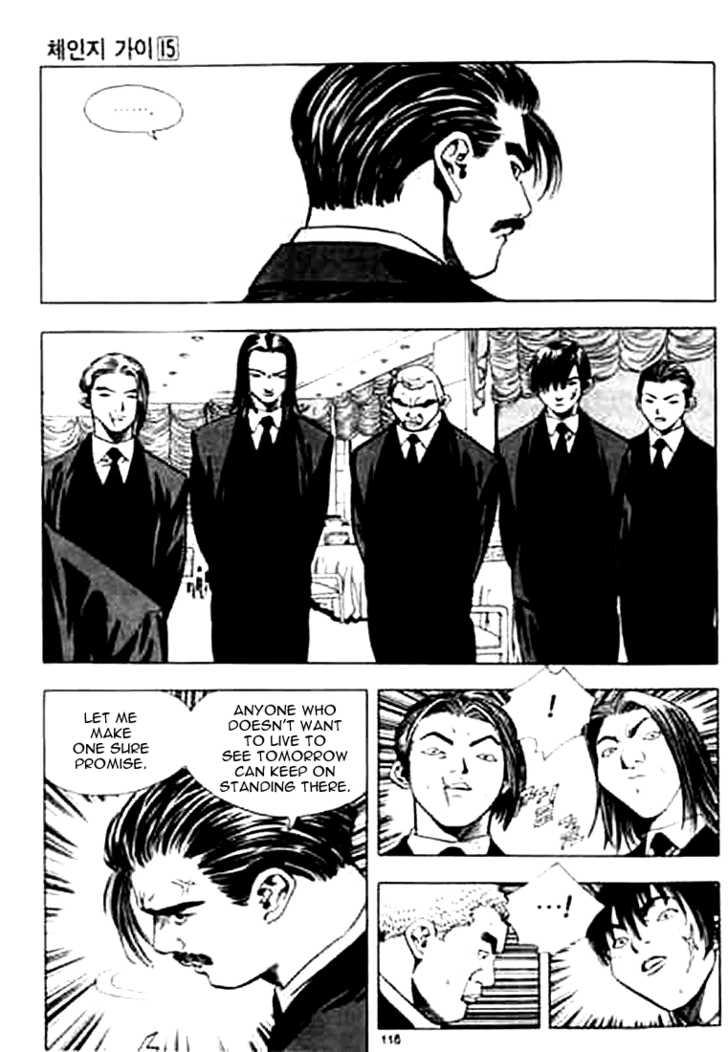 체인지 가이 15
......
LET ME
MAKE
ONE SURE
PROMISE.
ANYONE WHO
DOESN'T WANT
TO LIVE TO
SEE TOMORROW
CAN KEEP ON
STANDING THERE.
!
...!
116